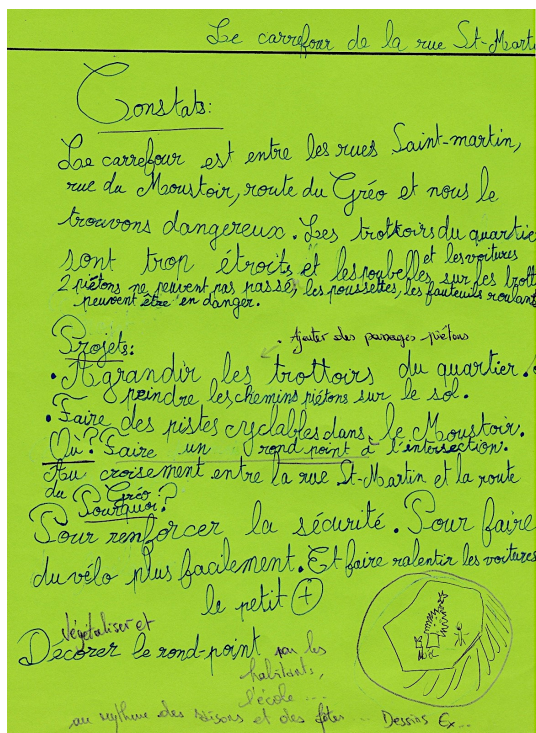 Le carrefour de la rue St-Mart
Constats:
Le carrefour est entre les rues Saint-martin,
rue du Moustoir, route du Gréo et nous le
trouvons dangereux. Les trottoirs du quartie
sont trop étroits et les poubelles et les voitures sur les trott
2 piétons ne peuvent pas passé, les poussettes, les fauteuils roulant
peuvent être en danger.
Projets:
. Ajouter des passages piétons
. Agrandir les trottoirs du quartier.
peindre les chemins piétons sur le sol.
. Faire des pistes cyclables dans le Moustoir.
Où? Faire un rond point à l'intersection.
Au croisement entre la rue St-Martin et la route
du Gréo?
Pourquoi?
Pour renforcer la sécurité. Pour faire
du vélo plus facilement. Et faire ralentir les voitures
le petit +
Végétaliser et
Décorer le rond-point par les
habitants,
l'école...
au rythme des saisons et des fêtes... Dessins Ex...